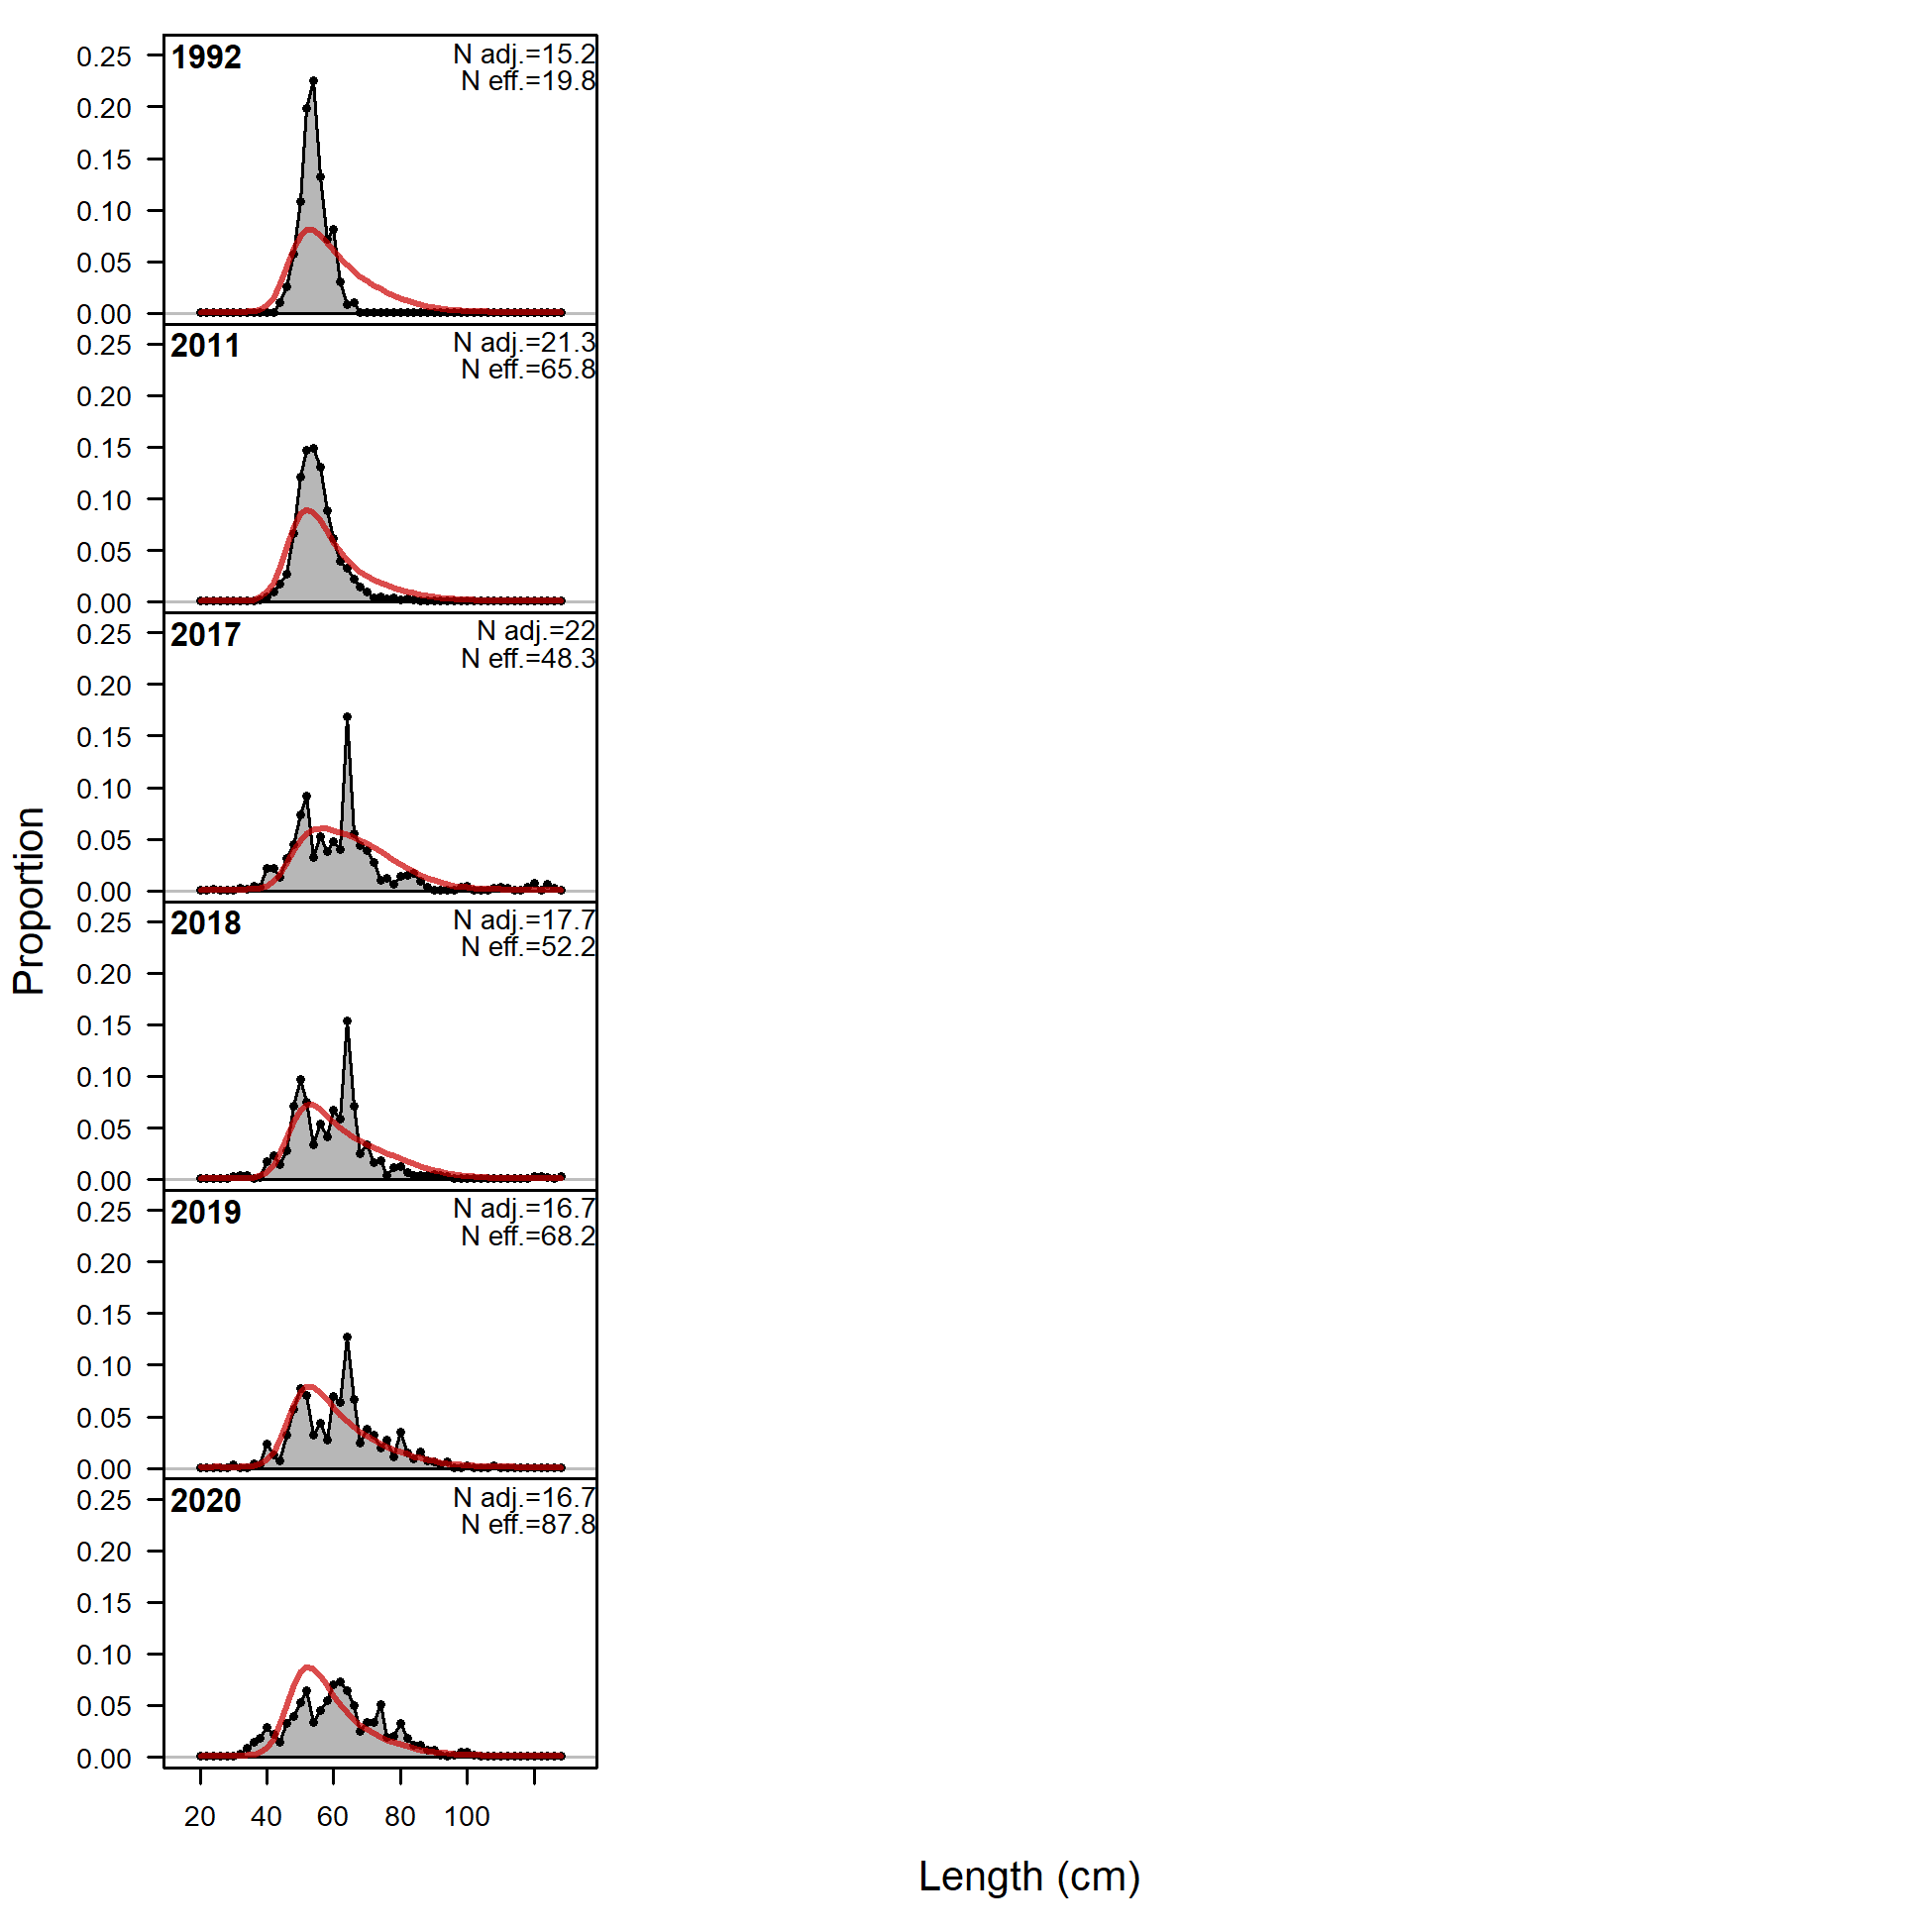 Proportion
1992
N adj.=15.2
N eff.=19.8
0.25
0.20
0.15
0.10
0.05
0.00
2011
N adj.=21.3
N eff.=65.8
0.25
0.20
0.15
0.10
0.05
0.00
2017
N adj.=22
N eff.=48.3
0.25
0.20
0.15
0.10
0.05
0.00
2018
N adj.=17.7
N eff.=52.2
0.25
0.20
0.15
0.10
0.05
0.00
2019
N adj.=16.7
N eff.=68.2
0.25
0.20
0.15
0.10
0.05
0.00
2020
N adj.=16.7
N eff.=87.8
0.25
0.20
0.15
0.10
0.05
0.00
20 40 60 80 100
Length (cm)